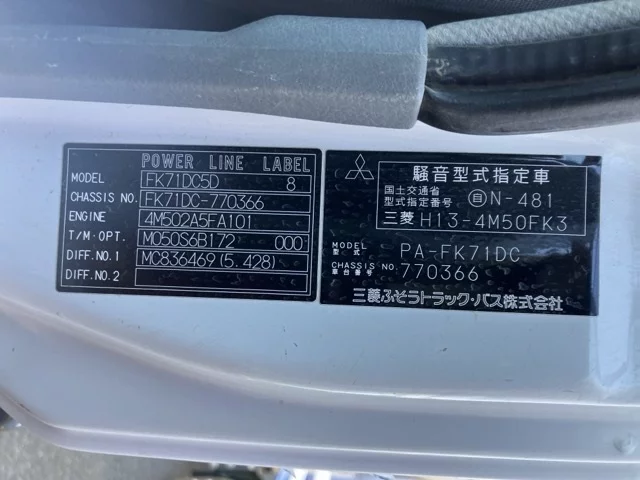 POWER LINE LABEL
MODEL FK71DC5D 8
CHASSIS NO. FK71DC-770366
ENGINE 4M502A5FA101
T/M・OPT. M050S6B172 000
DIFF.NO.1 MC836469(5.428)
DIFF.NO.2
騒音型式指定車
国土交通省
型式指定番号 自N-481
三菱 H13-4M50FK3
MODEL
型式 PA-FK71DC
CHASSIS NO.
車台番号 770366
三菱ふそうトラック・バス株式会社